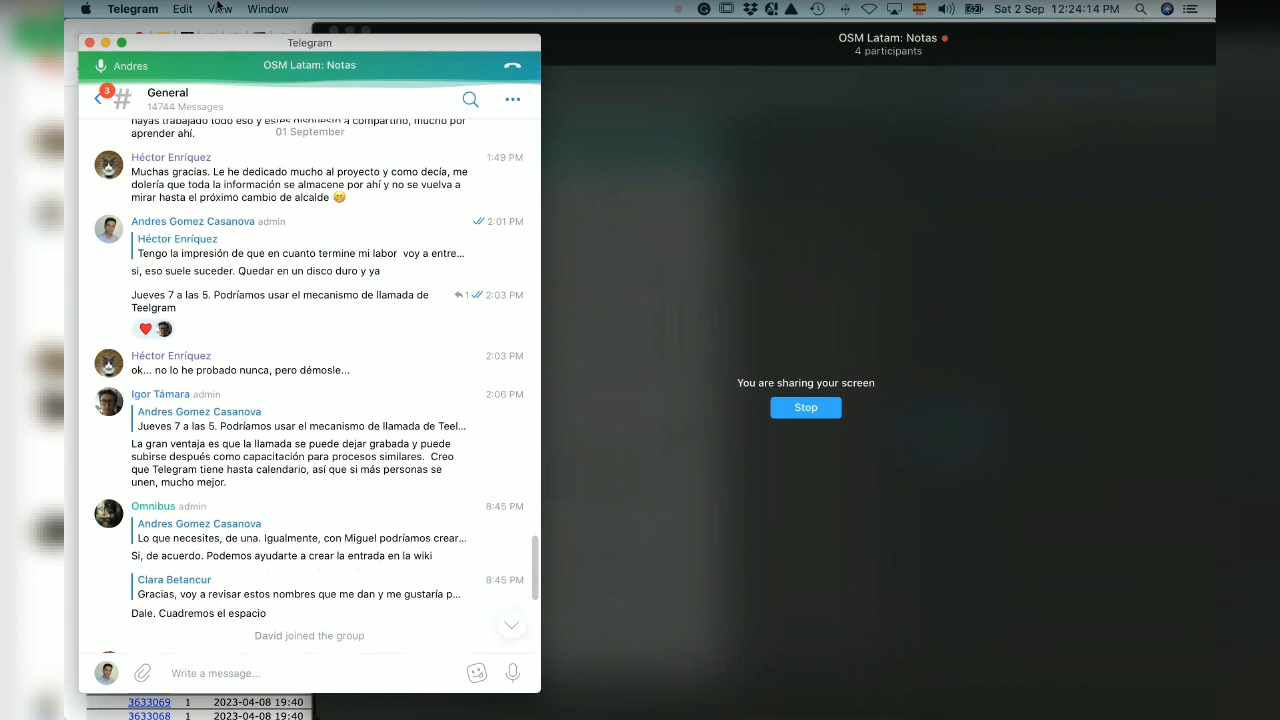 Telegram Edit View Window
Sat 2 Sep 12:24:14 PM
Telegram
Andres
OSM Latam: Notas
3
#
General
14744 Messages
hayas trabajado todo eso y estés dispuesto a compartirlo, mucho por
aprender ahí.
01 September
Héctor Enríquez 1:49 PM
Muchas gracias. Le he dedicado mucho al proyecto y como decía, me
dolería que toda la información se almacene por ahí y no se vuelva a
mirar hasta el próximo cambio de alcalde 😁
Andres Gomez Casanova admin 2:01 PM
Héctor Enríquez
Tengo la impresión de que en cuanto termine mi labor voy a entre...
si, eso suele suceder. Quedar en un disco duro y ya
Jueves 7 a las 5. Podríamos usar el mecanismo de llamada de 1 2:03 PM
Teelgram
Héctor Enríquez 2:03 PM
ok... no lo he probado nunca, pero démosle...
Igor Támara admin 2:06 PM
Andres Gomez Casanova
Jueves 7 a las 5. Podríamos usar el mecanismo de llamada de Teel...
La gran ventaja es que la llamada se puede dejar grabada y puede
subirse después como capacitación para procesos similares. Creo
que Telegram tiene hasta calendario, así que si más personas se
unen, mucho mejor.
Omnibus admin 8:45 PM
Andres Gomez Casanova
Lo que necesites, de una. Igualmente, con Miguel podríamos crear...
Si, de acuerdo. Podemos ayudarte a crear la entrada en la wiki
Clara Betancur 8:45 PM
Gracias, voy a revisar estos nombres que me dan y me gustaría p...
Dale. Cuadremos el espacio
David joined the group
Write a message...
3633069 1 2023-04-08 19:40
3633068 1 2023-04-08 19:40
OSM Latam: Notas
4 participants
You are sharing your screen
Stop